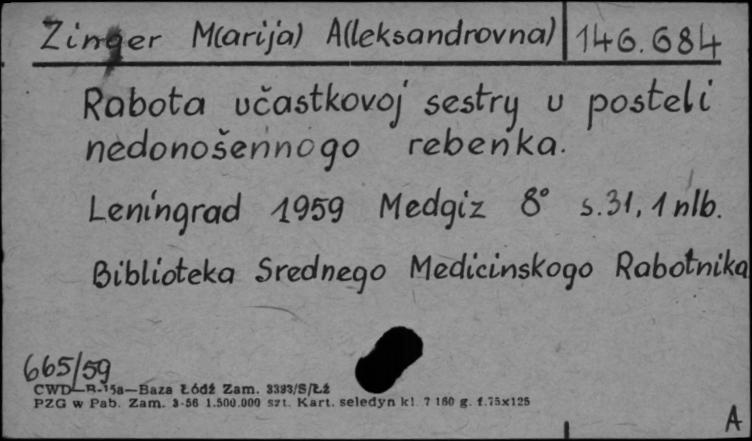 Zinger M(arija) A(leksandrovna) 146.684
Rabota učastkovoj sestry u posteli
nedonošennogo rebenka.
Leningrad 1959 Medgiz 8° s.31, 1 nlb.
Biblioteka Srednego Medicinskogo Rabotnika
665/59
CWD—R-15a—Baza Łódź Zam. 3393/S/Łź
PZG w Pab. Zam. 3-56 1.500.000 szt. Kart. seledyn kl. 7 160 g. f.75x125
A